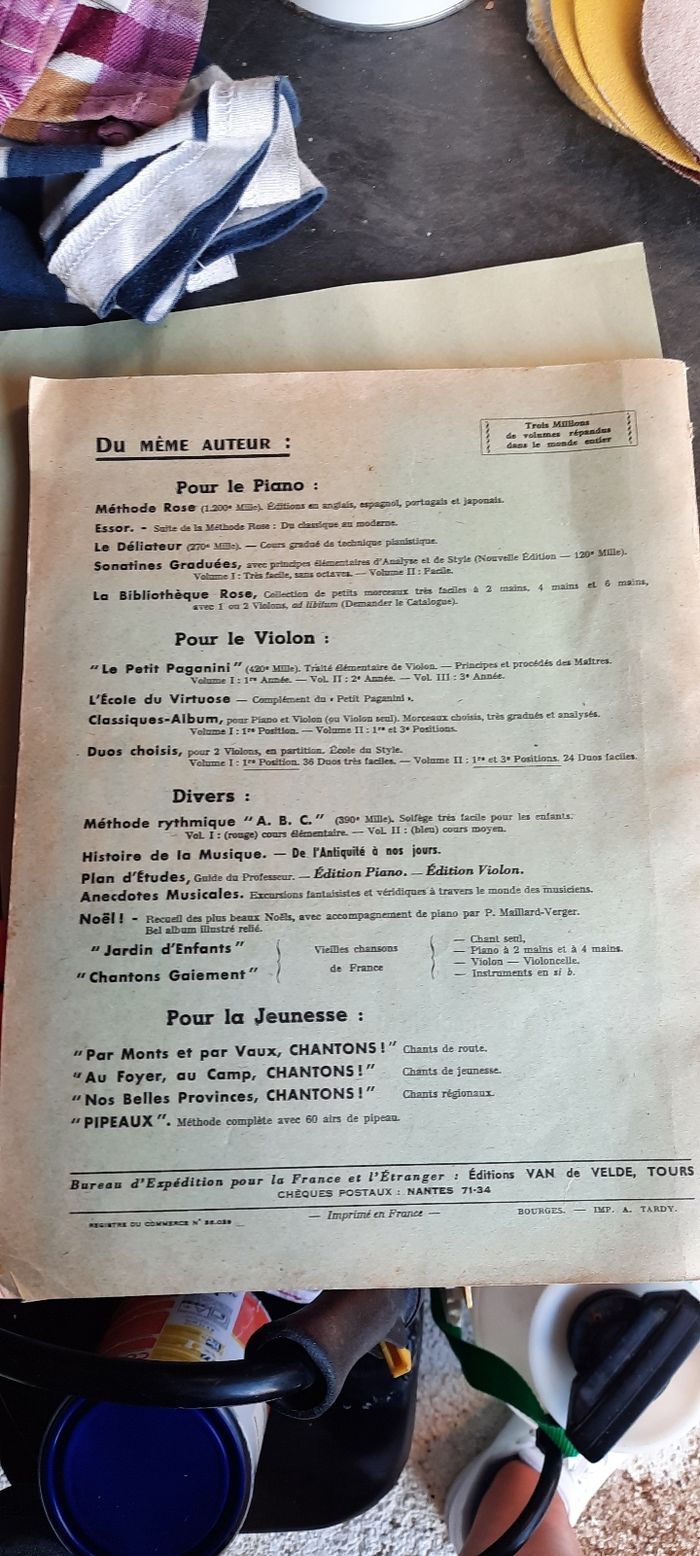 Du MÊME AUTEUR :
Trois Millions
de volumes répandus
dans le monde entier
Pour le Piano :
Méthode Rose (1.200e Mille). Éditions en anglais, espagnol, portugais et japonais.
Essor. - Suite de la Méthode Rose : Du classique au moderne.
Le Déliateur (270e Mille). — Cours gradué de technique pianistique.
Sonatines Graduées, avec principes élémentaires d'Analyse et de Style (Nouvelle Édition — 120e Mille).
Volume I : Très facile, sans octaves. — Volume II : Facile.
La Bibliothèque Rose, Collection de petits morceaux très faciles à 2 mains, 4 mains et 6 mains,
avec 1 ou 2 Violons, ad libitum (Demander le Catalogue).
Pour le Violon :
“Le Petit Paganini” (420e Mille). Traité élémentaire de Violon. — Principes et procédés des Maîtres.
Volume I : 1re Année. — Vol. II : 2e Année. — Vol. III : 3e Année.
L'École du Virtuose — Complément du « Petit Paganini ».
Classiques-Album, pour Piano et Violon (ou Violon seul). Morceaux choisis, très gradués et analysés.
Volume I : 1re Position. — Volume II : 1re et 3e Positions.
Duos choisis, pour 2 Violons, en partition. École du Style.
Volume I : 1re Position. 36 Duos très faciles. — Volume II : 1re et 3e Positions. 24 Duos faciles.
Divers :
Méthode rythmique “A. B. C.” (390e Mille). Solfège très facile pour les enfants.
Vol. I : (rouge) cours élémentaire. — Vol. II : (bleu) cours moyen.
Histoire de la Musique. — De l'Antiquité à nos jours.
Plan d'Études, Guide du Professeur. — Édition Piano. — Édition Violon.
Anecdotes Musicales. Excursions fantaisistes et véridiques à travers le monde des musiciens.
Noël ! - Recueil des plus beaux Noëls, avec accompagnement de piano par P. Maillard-Verger.
Bel album illustré relié.
“Jardin d'Enfants”
“Chantons Gaiement”
Vieilles chansons
de France
— Chant seul,
— Piano à 2 mains et à 4 mains.
— Violon — Violoncelle.
— Instruments en si b.
Pour la Jeunesse :
“Par Monts et par Vaux, CHANTONS !” Chants de route.
“Au Foyer, au Camp, CHANTONS !” Chants de jeunesse.
“Nos Belles Provinces, CHANTONS !” Chants régionaux.
“PIPEAUX”. Méthode complète avec 60 airs de pipeau.
Bureau d'Expédition pour la France et l'Étranger : Éditions VAN de VELDE, TOURS
CHÈQUES POSTAUX : NANTES 71-34
REGISTRE DU COMMERCE N°
— Imprimé en France —
BOURGES. — IMP. A. TARDY.